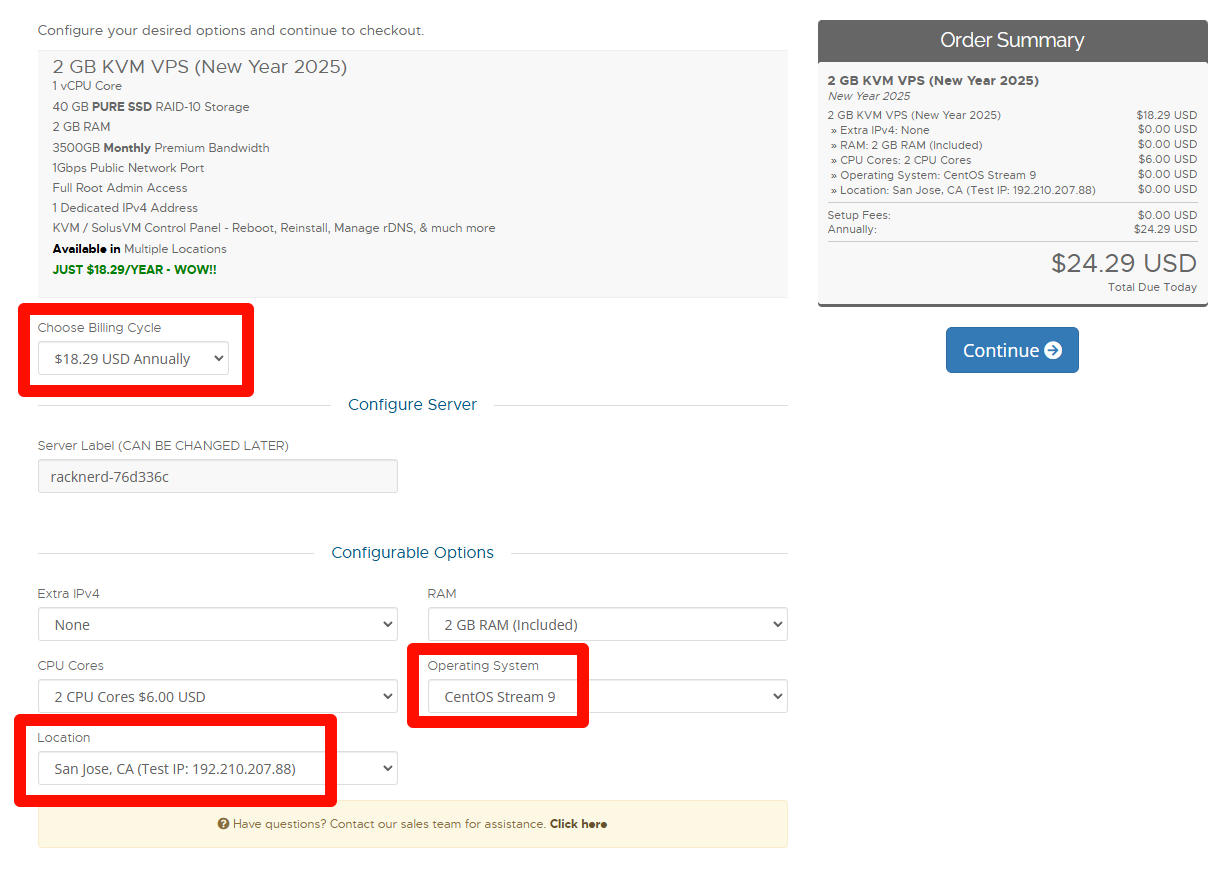 Configure your desired options and continue to checkout.
2 GB KVM VPS (New Year 2025)
1 vCPU Core
40 GB PURE SSD RAID-10 Storage
2 GB RAM
3500GB Monthly Premium Bandwidth
1Gbps Public Network Port
Full Root Admin Access
1 Dedicated IPv4 Address
KVM / SolusVM Control Panel - Reboot, Reinstall, Manage rDNS, & much more
Available in Multiple Locations
JUST $18.29/YEAR - WOW!!
Choose Billing Cycle
$18.29 USD Annually
Configure Server
Server Label (CAN BE CHANGED LATER)
racknerd-76d336c
Configurable Options
Extra IPv4
None
RAM
2 GB RAM (Included)
CPU Cores
2 CPU Cores $6.00 USD
Operating System
CentOS Stream 9
Location
San Jose, CA (Test IP: 192.210.207.88)
Have questions? Contact our sales team for assistance. Click here
Order Summary
2 GB KVM VPS (New Year 2025)
New Year 2025
2 GB KVM VPS (New Year 2025) $18.29 USD
» Extra IPv4: None $0.00 USD
» RAM: 2 GB RAM (Included) $0.00 USD
» CPU Cores: 2 CPU Cores $6.00 USD
» Operating System: CentOS Stream 9 $0.00 USD
» Location: San Jose, CA (Test IP: 192.210.207.88) $0.00 USD
Setup Fees: $0.00 USD
Annually: $24.29 USD
$24.29 USD
Total Due Today
Continue